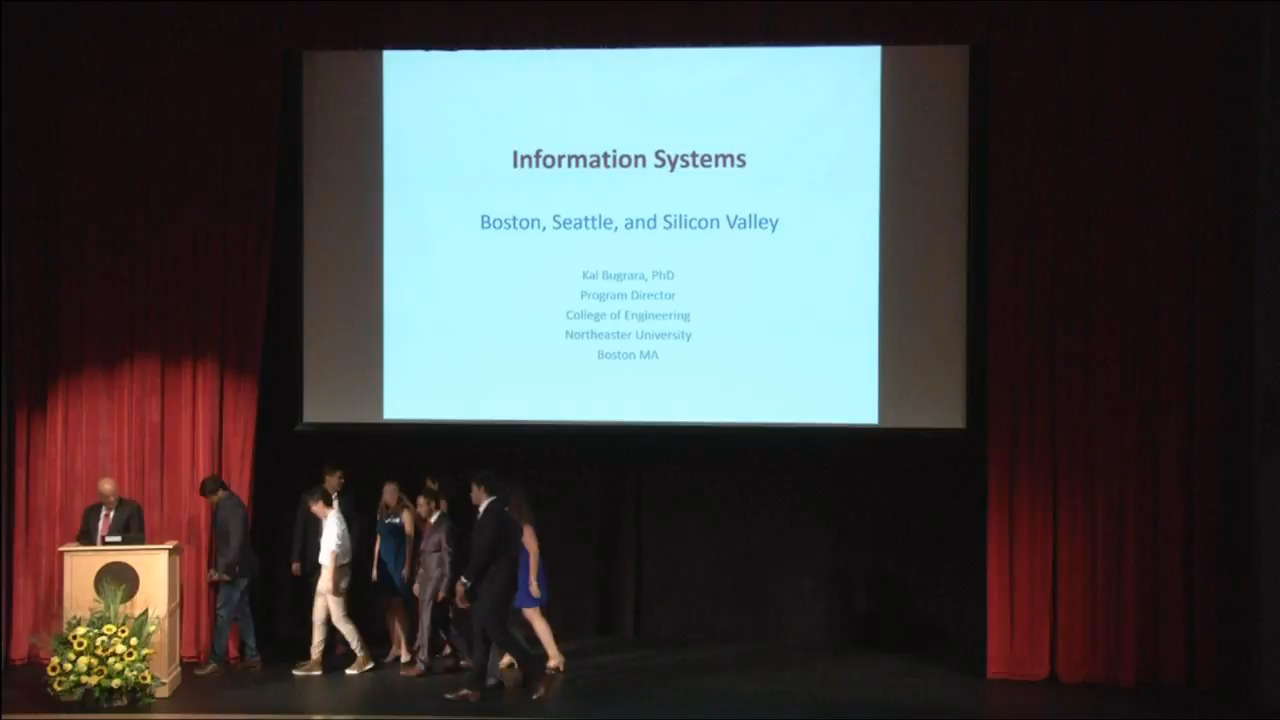 Information Systems
Boston, Seattle, and Silicon Valley
Kal Bugrara, PhD
Program Director
College of Engineering
Northeaster University
Boston MA